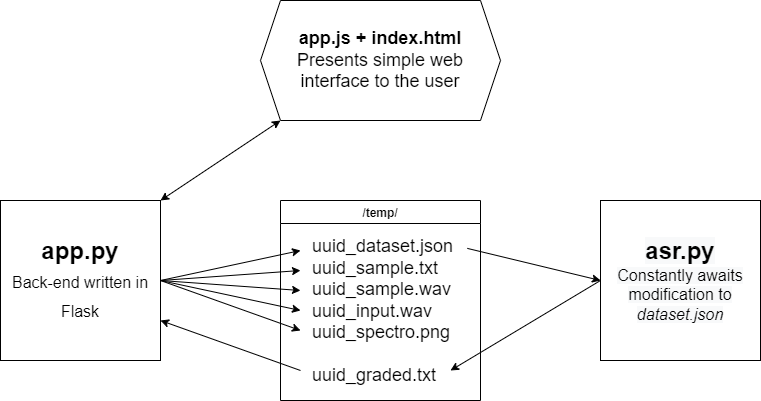 app.js + index.html
Presents simple web
interface to the user
app.py
Back-end written in
Flask
/temp/
uuid_dataset.json
uuid_sample.txt
uuid_sample.wav
uuid_input.wav
uuid_spectro.png
uuid_graded.txt
asr.py
Constantly awaits
modification to
dataset.json